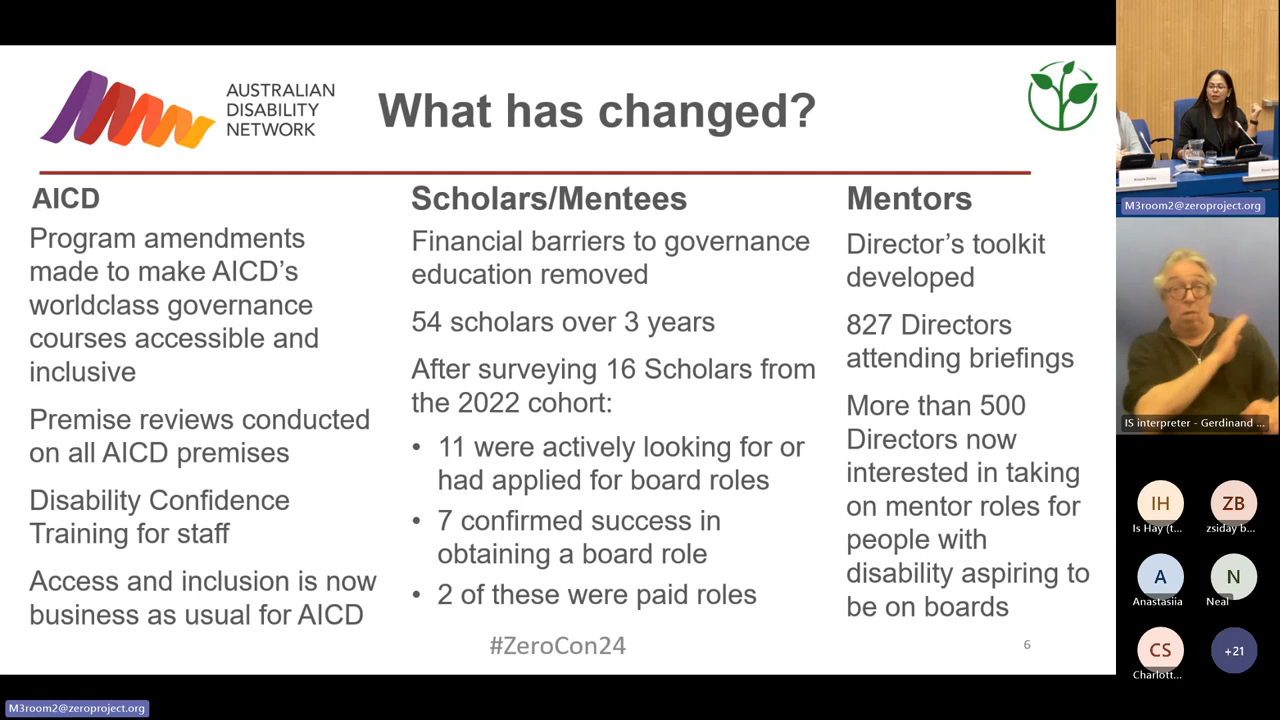 AUSTRALIAN
DISABILITY
NETWORK
What has changed?
AICD
Program amendments
made to make AICD's
worldclass governance
courses accessible and
inclusive
Premise reviews conducted
on all AICD premises
Disability Confidence
Training for staff
Access and inclusion is now
business as usual for AICD
Scholars/Mentees
Financial barriers to governance
education removed
54 scholars over 3 years
After surveying 16 Scholars from
the 2022 cohort:
• 11 were actively looking for or
had applied for board roles
• 7 confirmed success in
obtaining a board role
• 2 of these were paid roles
Mentors
Director's toolkit
developed
827 Directors
attending briefings
More than 500
Directors now
interested in taking
on mentor roles for
people with
disability aspiring to
be on boards
#ZeroCon24
6
M3room2@zeroproject.org
M3room2@zeroproject.org
IS interpreter - Gerdinand ...
IH
Is Hay (t...
ZB
zsiday b...
A
Anastasiia
N
Neal
CS
Charlott...
+21